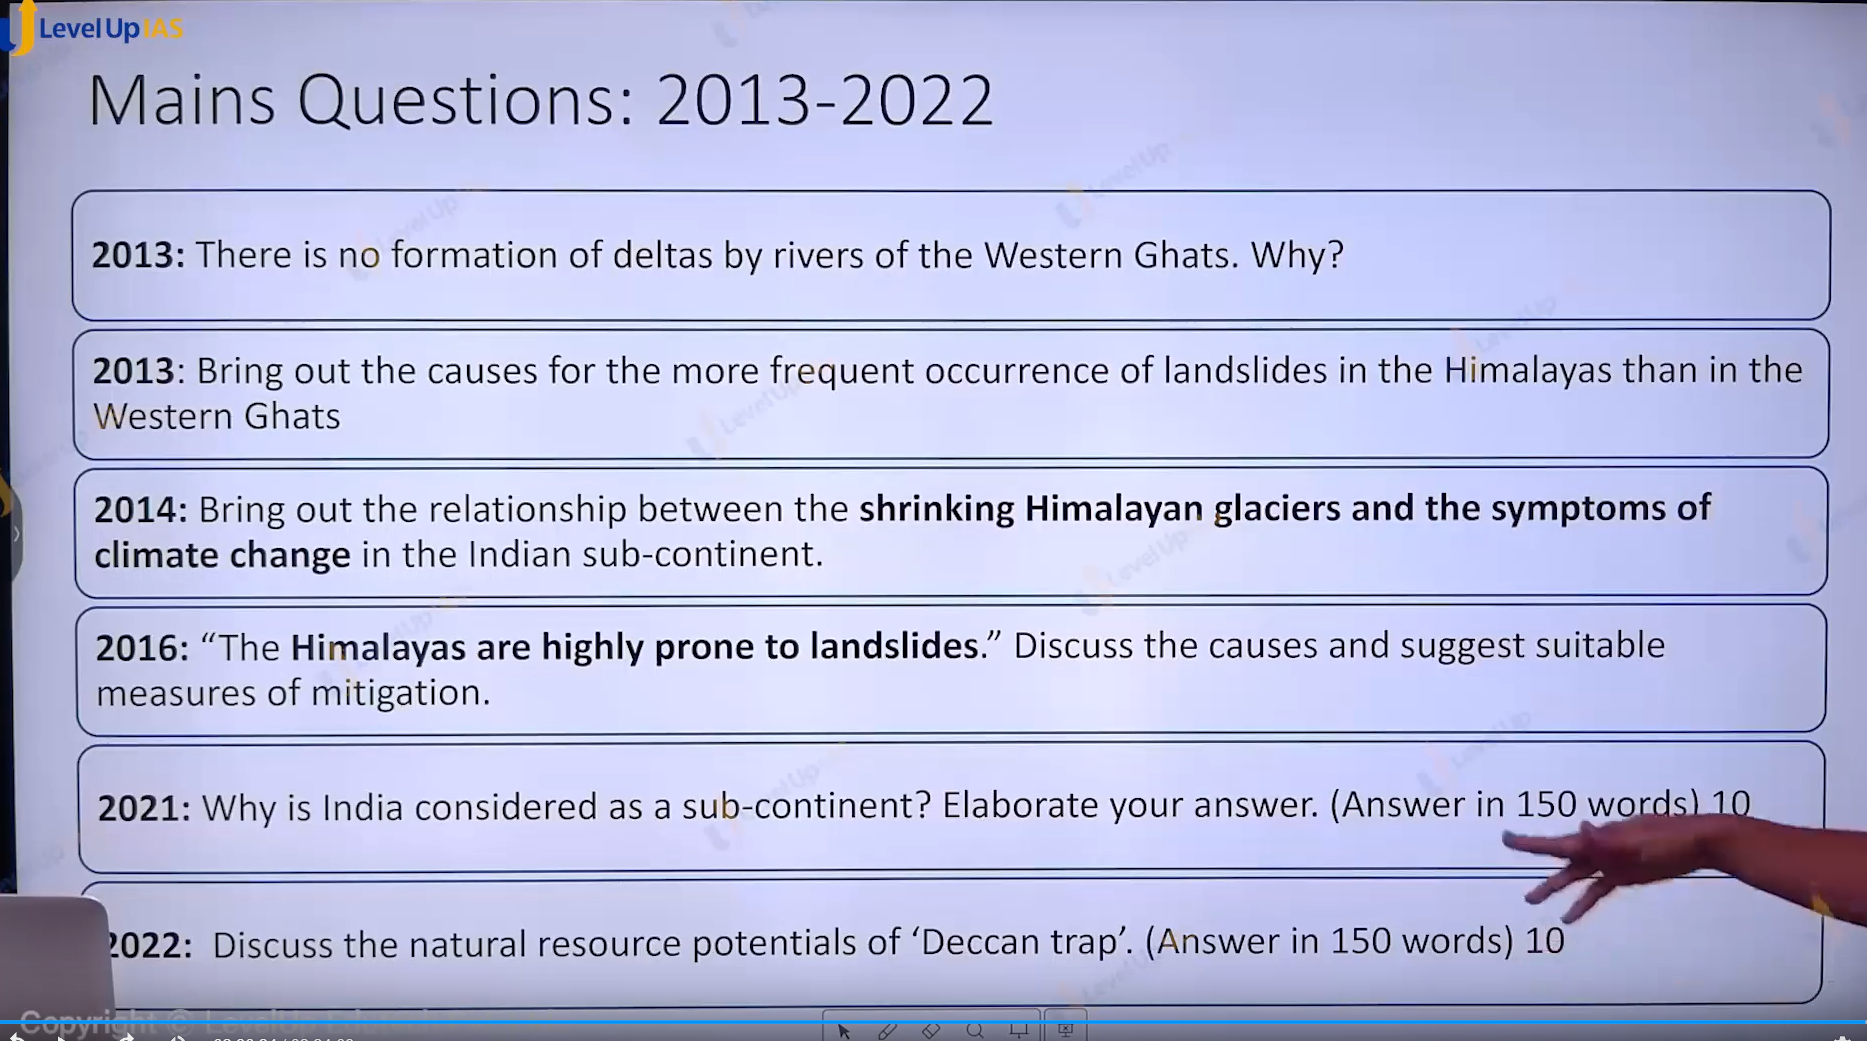 LevelUp IAS
Mains Questions: 2013-2022
2013: There is no formation of deltas by rivers of the Western Ghats. Why?
2013: Bring out the causes for the more frequent occurrence of landslides in the Himalayas than in the
Western Ghats
2014: Bring out the relationship between the shrinking Himalayan glaciers and the symptoms of
climate change in the Indian sub-continent.
2016: “The Himalayas are highly prone to landslides.” Discuss the causes and suggest suitable
measures of mitigation.
2021: Why is India considered as a sub-continent? Elaborate your answer. (Answer in 150 words) 10
2022: Discuss the natural resource potentials of ‘Deccan trap’. (Answer in 150 words) 10
Copyright © LevelUp